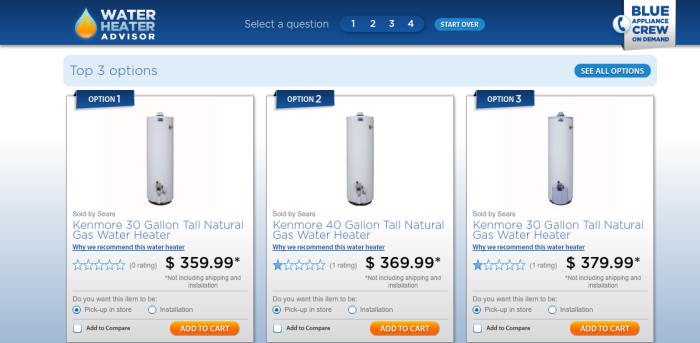 WATER
HEATER
ADVISOR
Select a question 1 2 3 4 START OVER
BLUE
APPLIANCE
CREW
ON DEMAND
Top 3 options
SEE ALL OPTIONS
OPTION 1
Sold by Sears
Kenmore 30 Gallon Tall Natural
Gas Water Heater
Why we recommend this water heater
(0 rating) $ 359.99*
*Not including shipping and
installation
Do you want this item to be:
Pick-up in store Installation
Add to Compare ADD TO CART
OPTION 2
Sold by Sears
Kenmore 40 Gallon Tall Natural
Gas Water Heater
Why we recommend this water heater
(1 rating) $ 369.99*
*Not including shipping and
installation
Do you want this item to be:
Pick-up in store Installation
Add to Compare ADD TO CART
OPTION 3
Sold by Sears
Kenmore 30 Gallon Tall Natural
Gas Water Heater
Why we recommend this water heater
(1 rating) $ 379.99*
*Not including shipping and
installation
Do you want this item to be:
Pick-up in store Installation
Add to Compare ADD TO CART